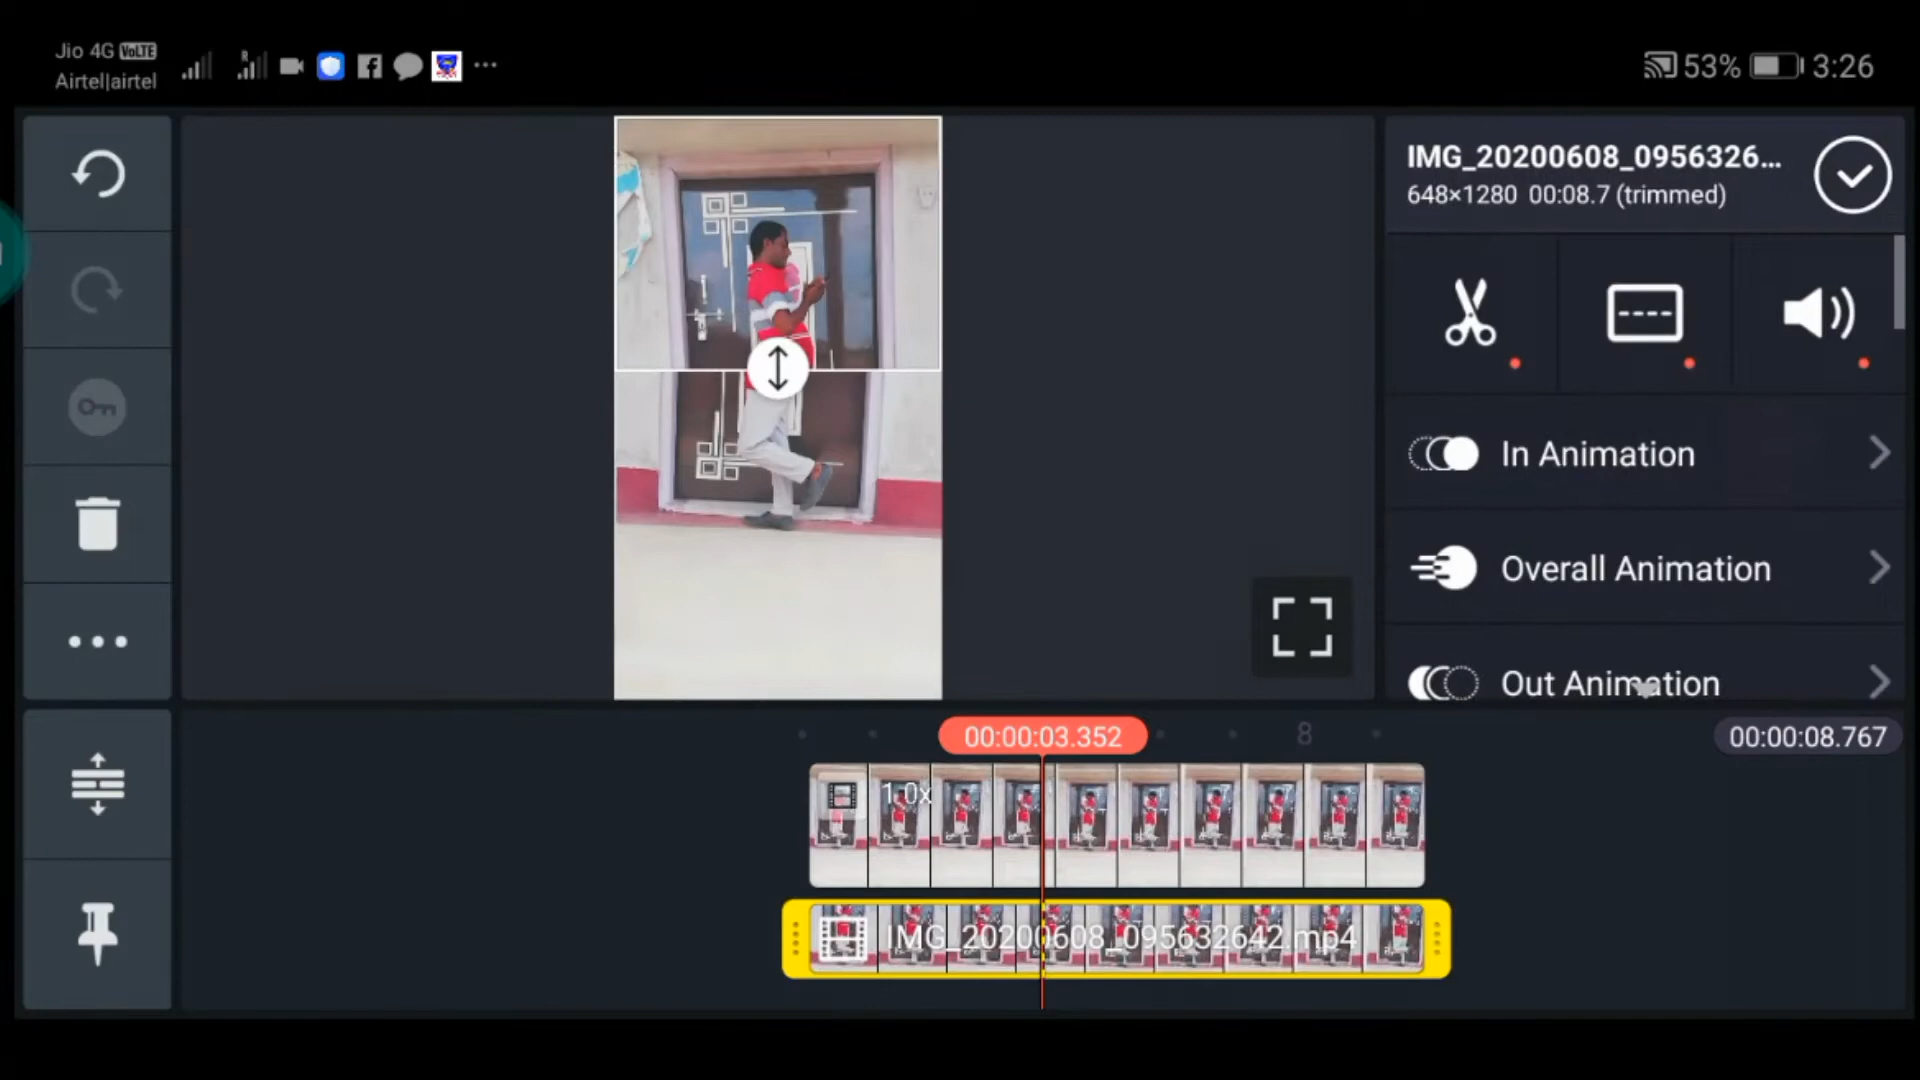 Jio 4G VoLTE
Airtel|airtel
R
53% 3:26
IMG_20200608_0956326...
648×1280 00:08.7 (trimmed)
In Animation
Overall Animation
Out Animation
00:00:03.352
8
00:00:08.767
1.0x
IMG_20200608_095632642.mp4